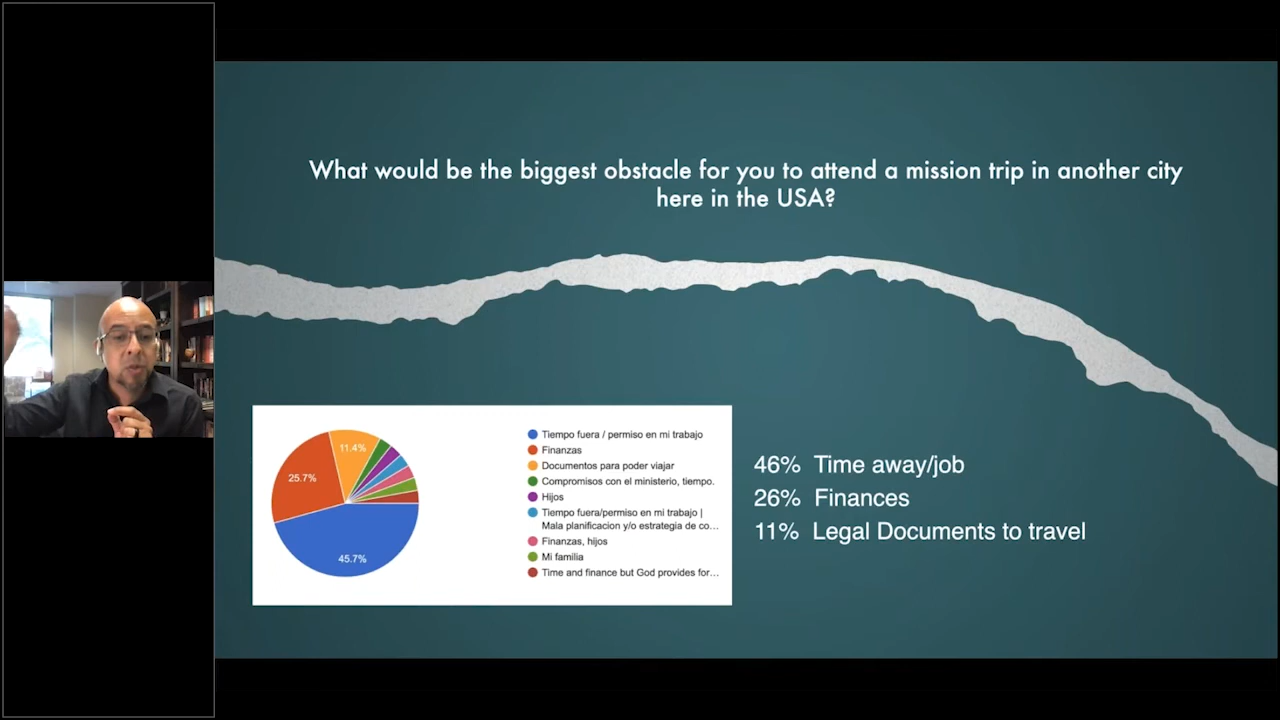 What would be the biggest obstacle for you to attend a mission trip in another city
here in the USA?
11.4%
25.7%
45.7%
Tiempo fuera / permiso en mi trabajo
Finanzas
Documentos para poder viajar
Compromisos con el ministerio, tiempo.
Hijos
Tiempo fuera/permiso en mi trabajo |
Mala planificacion y/o estrategia de co…
Finanzas, hijos
Mi familia
Time and finance but God provides for…
46% Time away/job
26% Finances
11% Legal Documents to travel